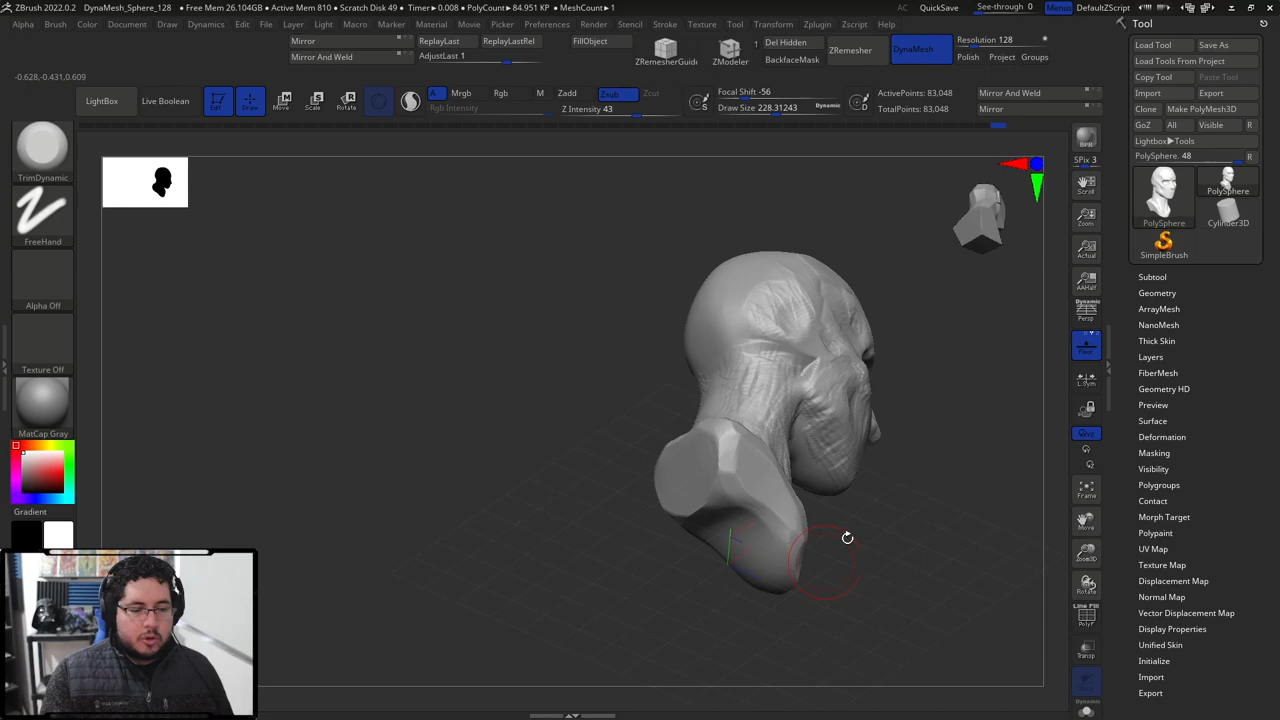 ZBrush 2022.0.2 DynaMesh_Sphere_128 • Free Mem 26.104GB • Active Mem 810 • Scratch Disk 49 • Timer▶0.008 • PolyCount▶84.951 KP • MeshCount▶1 AC QuickSave See-through 0 Menus DefaultZScript
Alpha Brush Color Document Draw Dynamics Edit File Layer Light Macro Marker Material Movie Picker Preferences Render Stencil Stroke Texture Tool Transform Zplugin Zscript Help
Mirror ReplayLast ReplayLastRel FillObject 1 Del Hidden Resolution 128
Mirror And Weld AdjustLast 1 ZRemesherGuide ZModeler BackfaceMask ZRemesher DynaMesh Polish Project Groups
-0.628,-0.431,0.609
LightBox Live Boolean Edit Draw Move Scale Rotate A Mrgb Rgb M Zadd Zsub Zcut Focal Shift -56 ActivePoints: 83,048 Mirror And Weld
Rgb Intensity Z Intensity 43 Draw Size 228.31243 Dynamic TotalPoints: 83,048 Mirror
S D
TrimDynamic
FreeHand
Alpha Off
Texture Off
MatCap Gray
Gradient
BPR
SPix 3
Scroll
Zoom
Actual
AAHalf
Dynamic
Persp
Floor
L.Sym
Frame
Move
Zoom3D
Rotate
Line Fill
PolyF
Transp
Dynamic
Tool
Load Tool Save As
Load Tools From Project
Copy Tool Paste Tool
Import Export
Clone Make PolyMesh3D
GoZ All Visible R
Lightbox▶Tools
PolySphere. 48 R
PolySphere PolySphere
Cylinder3D
SimpleBrush
Subtool
Geometry
ArrayMesh
NanoMesh
Thick Skin
Layers
FiberMesh
Geometry HD
Preview
Surface
Deformation
Masking
Visibility
Polygroups
Contact
Morph Target
Polypaint
UV Map
Texture Map
Displacement Map
Normal Map
Vector Displacement Map
Display Properties
Unified Skin
Initialize
Import
Export